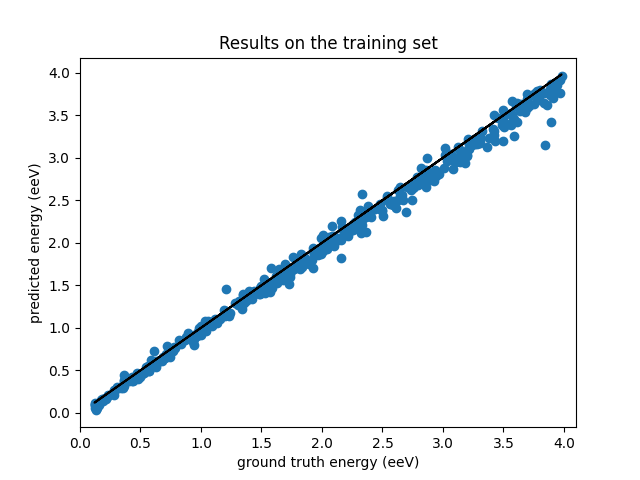 Results on the training set
predicted energy (eeV)
4.0
3.5
3.0
2.5
2.0
1.5
1.0
0.5
0.0
0.0 0.5 1.0 1.5 2.0 2.5 3.0 3.5 4.0
ground truth energy (eeV)